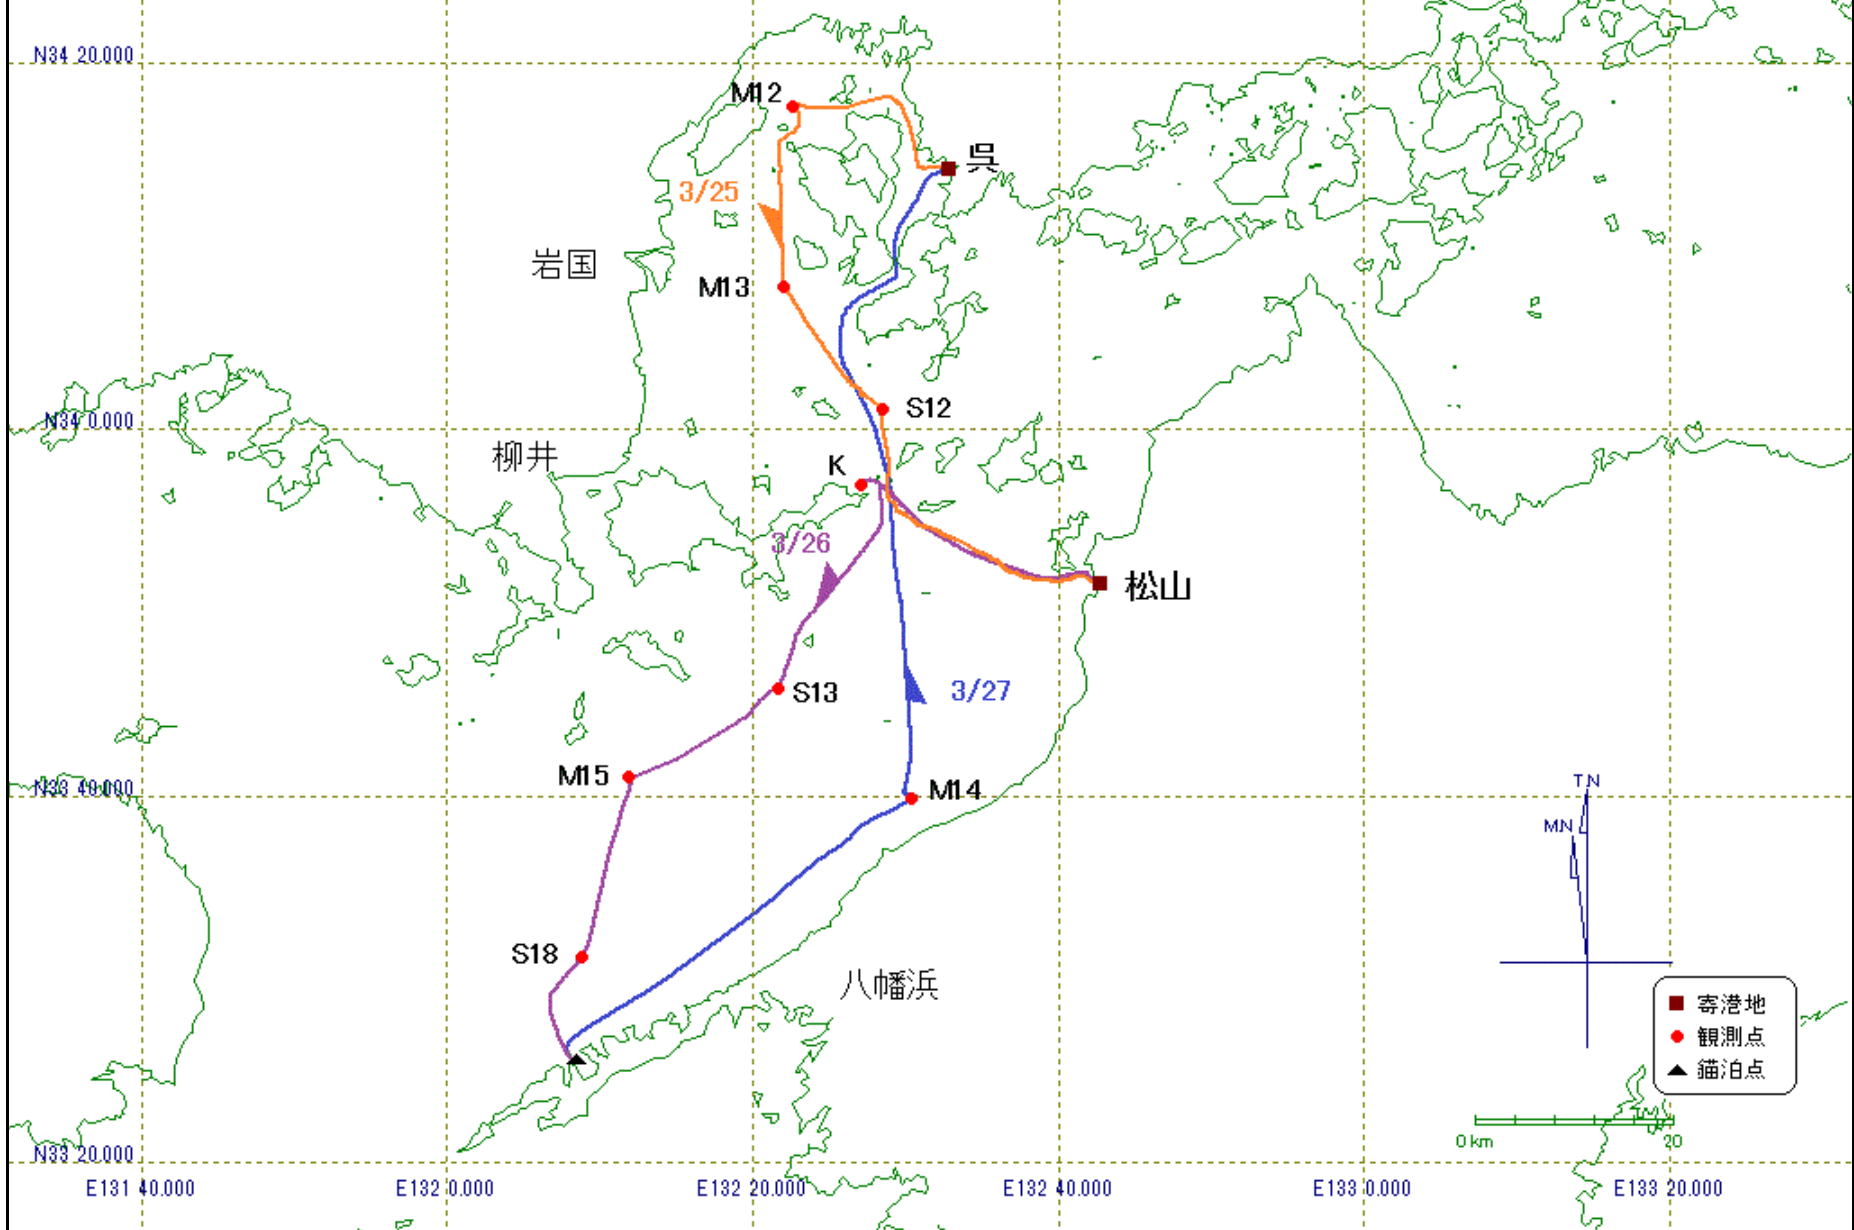 N34 20.000
M12
呉
3/25
岩国
M13
S12
N34 0.000
柳井
K
3/26
松山
S13
3/27
M15
N33 40.000
M14
TN
MN
S18
八幡浜
寄港地
観測点
錨泊点
0 km
20
N33 20.000
E131 40.000
E132 0.000
E132 20.000
E132 40.000
E133 0.000
E133 20.000